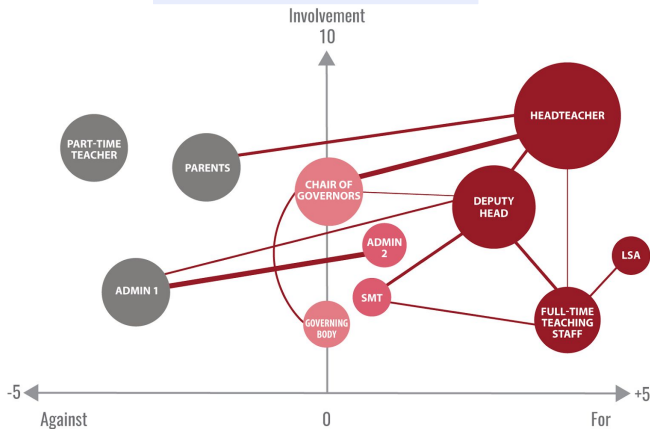 Involvement
10
HEADTEACHER
PART-TIME
TEACHER
PARENTS
CHAIR OF
GOVERNORS
DEPUTY
HEAD
ADMIN
2
LSA
ADMIN 1
SMT
FULL-TIME
TEACHING
STAFF
GOVERNING
BODY
-5
+5
Against
0
For